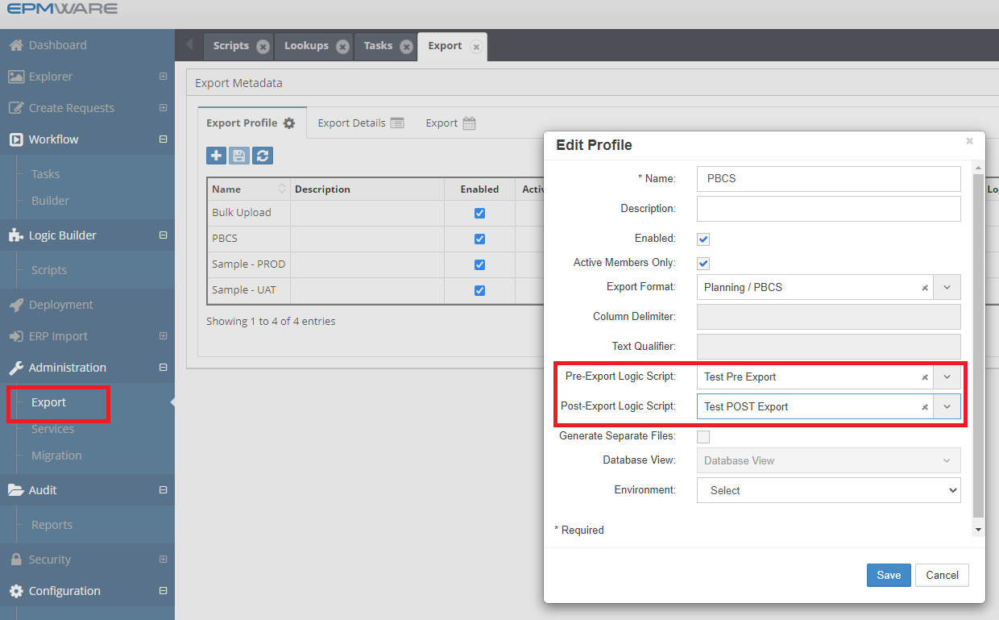 EPMWARE
Dashboard
Explorer
Create Requests
Workflow
Tasks
Builder
Logic Builder
Scripts
Deployment
ERP Import
Administration
Export
Services
Migration
Audit
Reports
Security
Configuration
Scripts Lookups Tasks Export
Export Metadata
Export Profile Export Details Export
Name Description Enabled
Bulk Upload
PBCS
Sample - PROD
Sample - UAT
Showing 1 to 4 of 4 entries
Edit Profile
* Name: PBCS
Description:
Enabled:
Active Members Only:
Export Format: Planning / PBCS
Column Delimiter:
Text Qualifier:
Pre-Export Logic Script: Test Pre Export
Post-Export Logic Script: Test POST Export
Generate Separate Files:
Database View: Database View
Environment: Select
* Required
Save Cancel